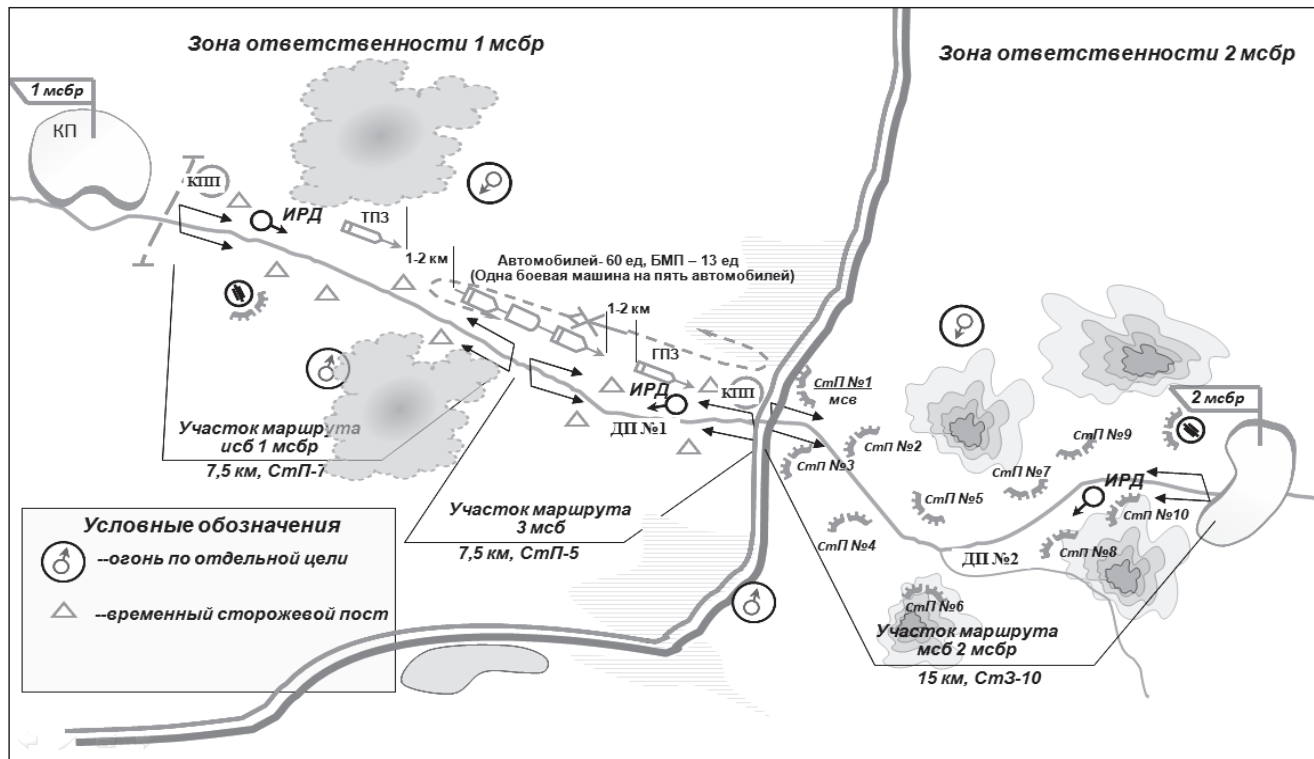 Зона ответственности 1 мсбр
Зона ответственности 2 мсбр
1 мсбр
КП
КПП
ИРД
ТПЗ
1-2 км
Автомобилей- 60 ед, БМП – 13 ед
(Одна боевая машина на пять автомобилей)
1-2 км
ГПЗ
КПП
ИРД
ДП №1
СтП №1
мсв
СтП №2
СтП №3
СтП №4
СтП №5
СтП №6
СтП №7
СтП №8
СтП №9
СтП №10
2 мсбр
ИРД
ДП №2
Участок маршрута
исб 1 мсбр
7,5 км, СтП-7
Участок маршрута
3 мсб
7,5 км, СтП-5
Участок маршрута
мсб 2 мсбр
15 км, СтЗ-10
Условные обозначения
--огонь по отдельной цели
--временный сторожевой пост